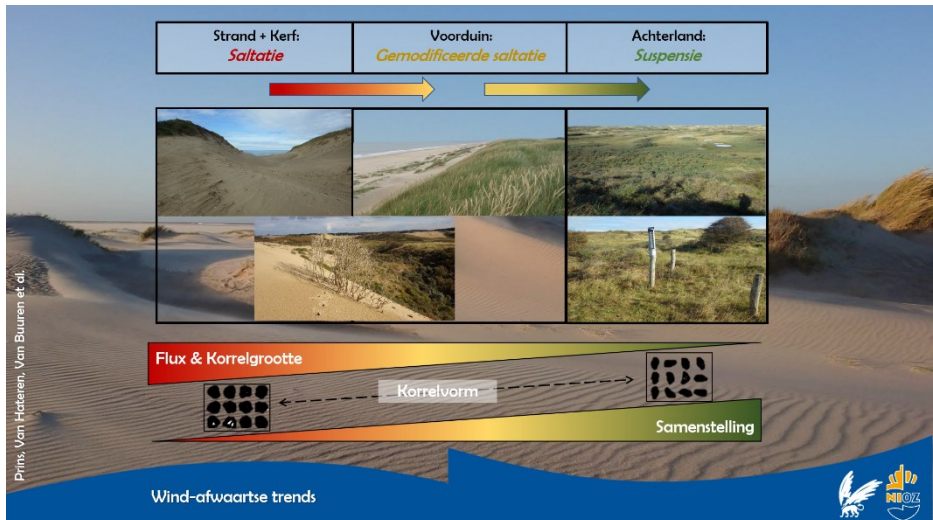 Strand + Kerf:
Saltatie
Voorduin:
Gemodificeerde saltatie
Achterland:
Suspensie
Prins, Van Hateren, Van Buuren et al.
Flux & Korrelgrootte
Korrelvorm
Samenstelling
Wind-afwaartse trends
NIOZ